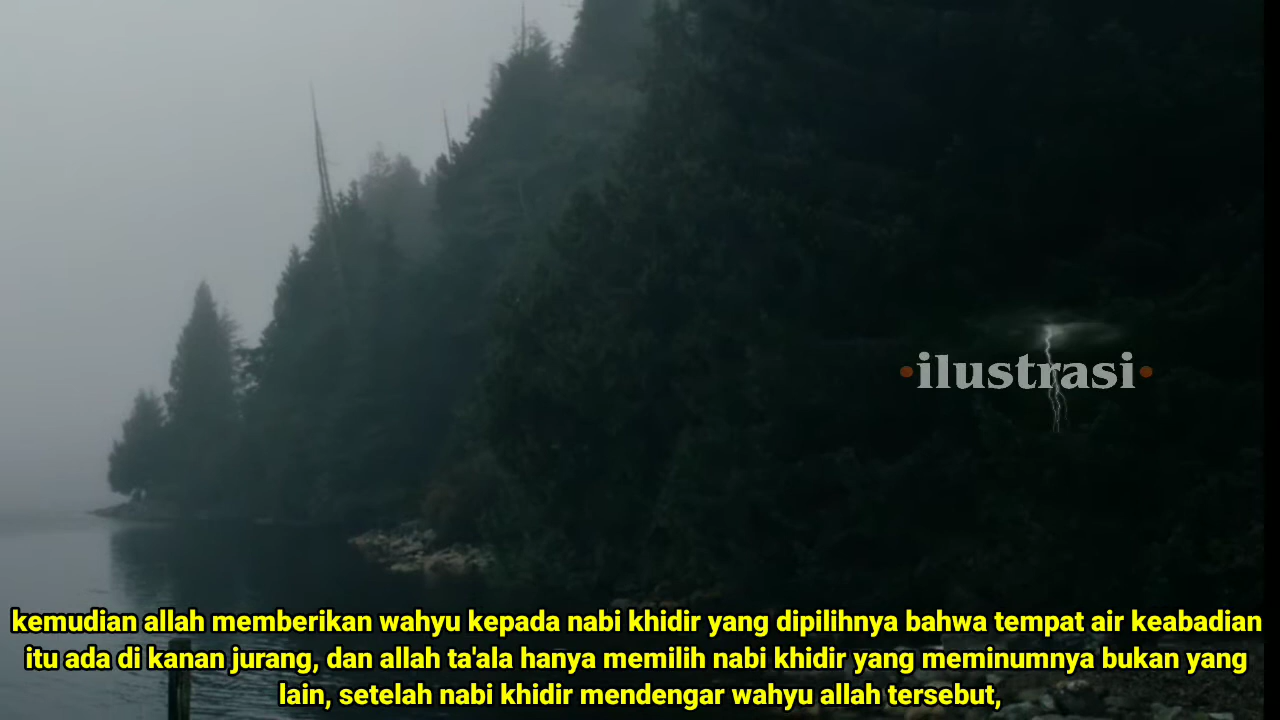 •ilustrasi•
kemudian allah memberikan wahyu kepada nabi khidir yang dipilihnya bahwa tempat air keabadian
itu ada di kanan jurang, dan allah ta'ala hanya memilih nabi khidir yang meminumnya bukan yang
lain, setelah nabi khidir mendengar wahyu allah tersebut,